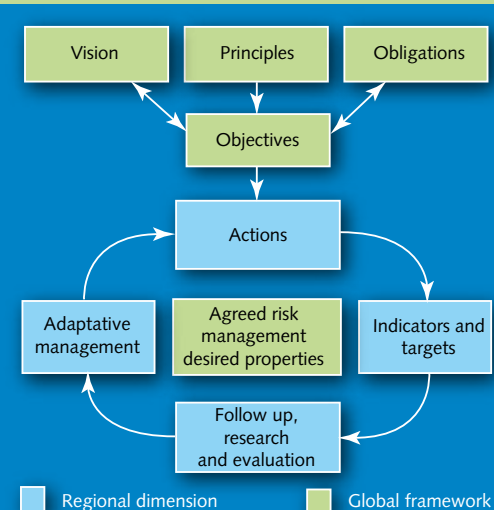 Vision
Principles
Obligations
Objectives
Actions
Adaptative
management
Agreed risk
management
desired properties
Indicators and
targets
Follow up,
research
and evaluation
Regional dimension
Global framework